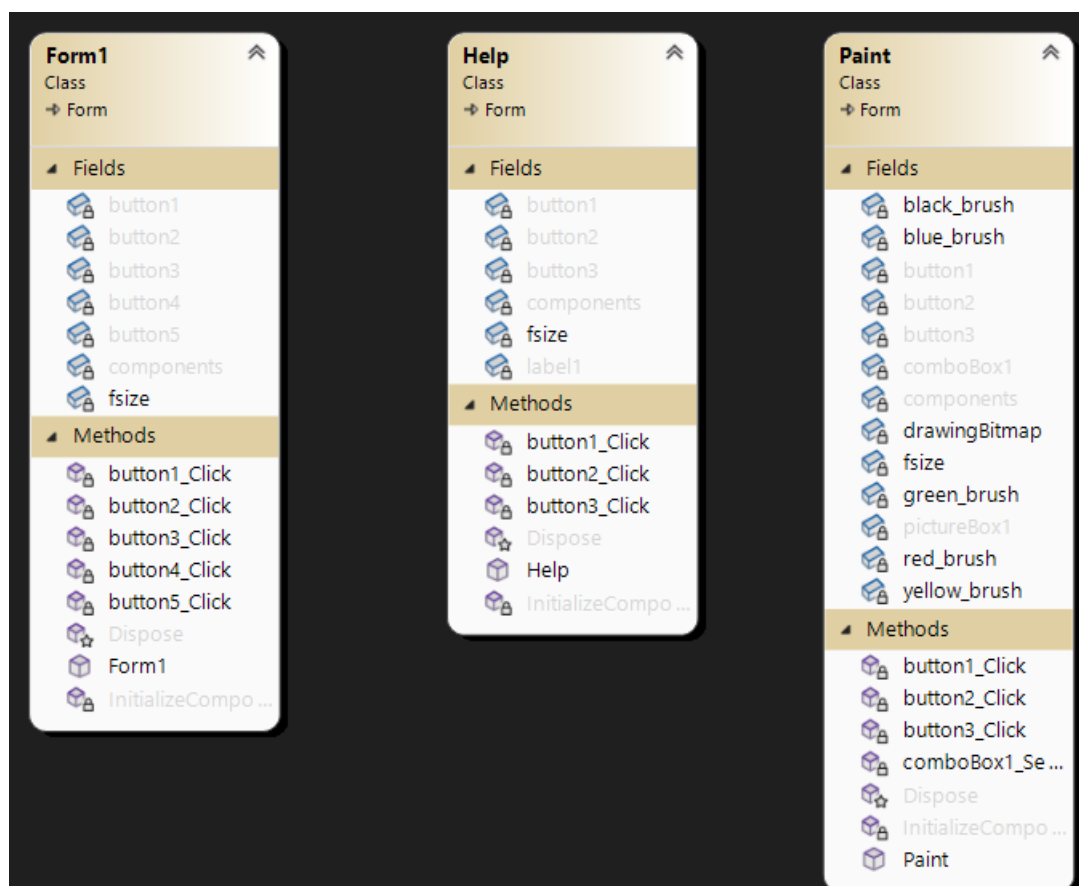 Form1
Class
Form
Fields
button1
button2
button3
button4
button5
components
fsize
Methods
button1_Click
button2_Click
button3_Click
button4_Click
button5_Click
Dispose
Form1
InitializeCompo ...
Help
Class
Form
Fields
button1
button2
button3
components
fsize
label1
Methods
button1_Click
button2_Click
button3_Click
Dispose
Help
InitializeCompo ...
Paint
Class
Form
Fields
black_brush
blue_brush
button1
button2
button3
comboBox1
components
drawingBitmap
fsize
green_brush
pictureBox1
red_brush
yellow_brush
Methods
button1_Click
button2_Click
button3_Click
comboBox1_Se ...
Dispose
InitializeCompo ...
Paint